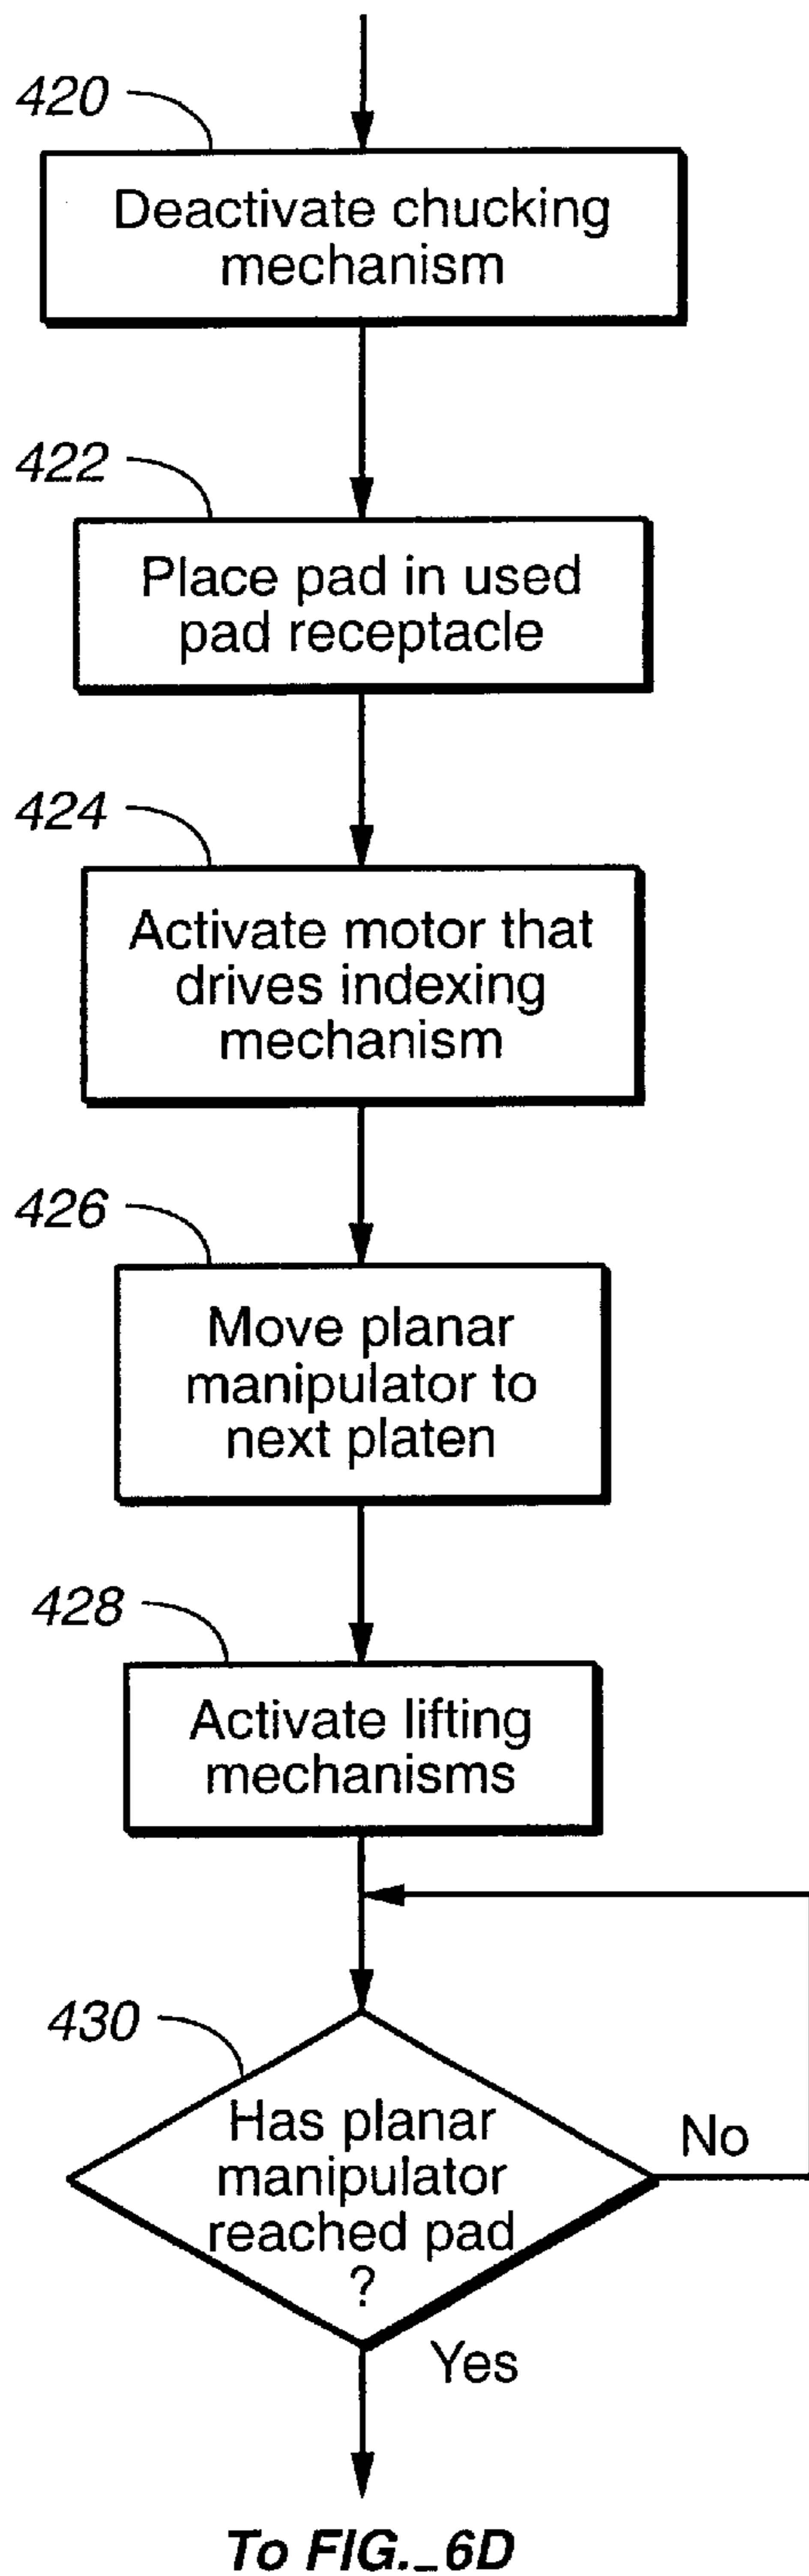 420
Deactivate chucking
mechanism
422
Place pad in used
pad receptacle
424
Activate motor that
drives indexing
mechanism
426
Move planar
manipulator to
next platen
428
Activate lifting
mechanisms
430
Has planar
manipulator
reached pad
?
No
Yes
To FIG._6D